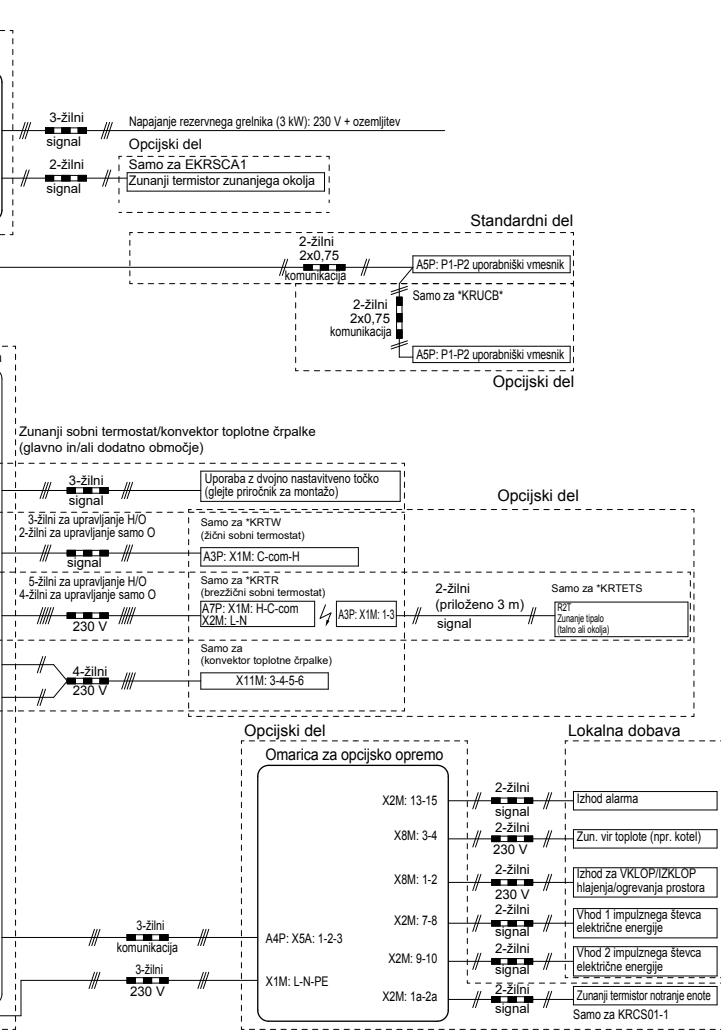 3-žilni
signal
Napajanje rezervnega grelnika (3 kW): 230 V + ozemljitev
Opcijski del
2-žilni
signal
Samo za EKRSCA1
Zunanji termistor zunanjega okolja
Standardni del
2-žilni
2x0,75
komunikacija
A5P: P1-P2 uporabniški vmesnik
Samo za *KRUCB*
2-žilni
2x0,75
komunikacija
A5P: P1-P2 uporabniški vmesnik
Opcijski del
Zunanji sobni termostat/konvektor toplotne črpalke
(glavno in/ali dodatno območje)
3-žilni
signal
Uporaba z dvojno nastavitveno točko
(glejte priročnik za montažo)
Opcijski del
3-žilni za upravljanje H/O
2-žilni za upravljanje samo O
signal
Samo za *KRTW
(žični sobni termostat)
A3P: X1M: C-com-H
5-žilni za upravljanje H/O
4-žilni za upravljanje samo O
230 V
Samo za *KRTR
(brezžični sobni termostat)
A7P: X1M: H-C-com
X2M: L-N
A3P: X1M: 1-3
2-žilni
(priloženo 3 m)
signal
Samo za *KRTETS
R2T
Zunanje tipalo
(talno ali okolja)
4-žilni
230 V
Samo za
(konvektor toplotne črpalke)
X11M: 3-4-5-6
Opcijski del
Lokalna dobava
Omarica za opcijsko opremo
X2M: 13-15
2-žilni
signal
Izhod alarma
X8M: 3-4
2-žilni
230 V
Zun. vir toplote (npr. kotel)
X8M: 1-2
2-žilni
230 V
Izhod za VKLOP/IZKLOP
hlajenja/ogrevanja prostora
X2M: 7-8
2-žilni
signal
Vhod 1 impulznega števca
električne energije
3-žilni
komunikacija
A4P: X5A: 1-2-3
X2M: 9-10
2-žilni
signal
Vhod 2 impulznega števca
električne energije
3-žilni
230 V
X1M: L-N-PE
X2M: 1a-2a
2-žilni
signal
Zunanji termistor notranje enote
Samo za KRCS01-1